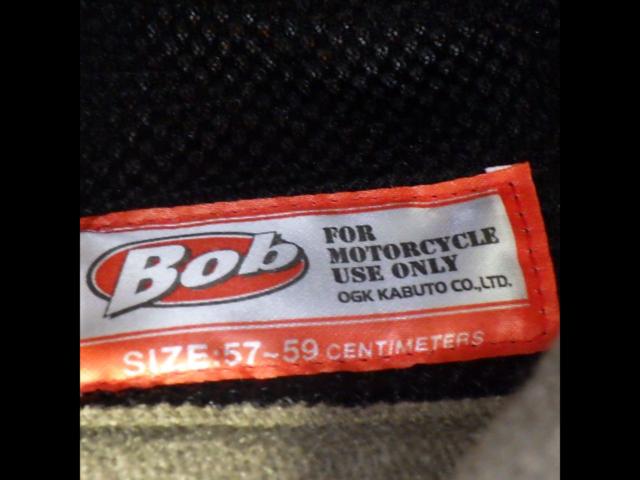 Bob
FOR
MOTORCYCLE
USE ONLY
OGK KABUTO CO.,LTD.
SIZE:57~59 CENTIMETERS